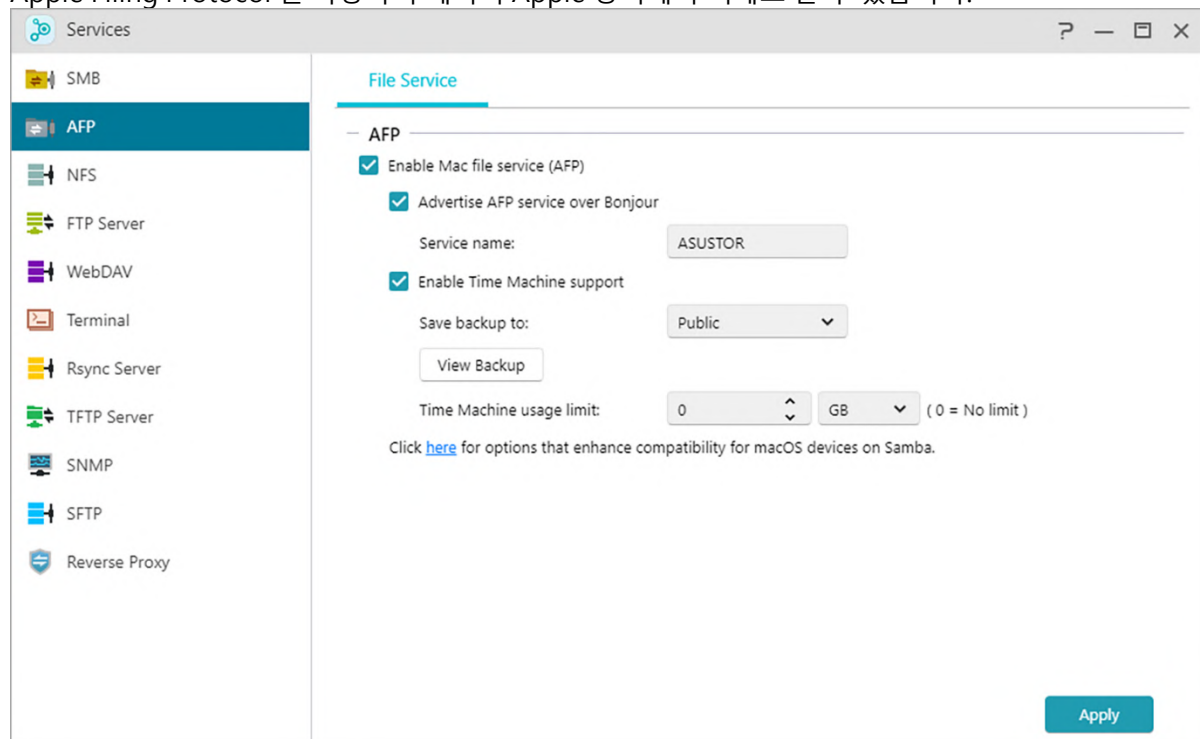 Apple Filing Protocol
Services
SMB
AFP
NFS
FTP Server
WebDAV
Terminal
Rsync Server
TFTP Server
SNMP
SFTP
Reverse Proxy
File Service
AFP
Enable Mac file service (AFP)
Advertise AFP service over Bonjour
Service name: ASUSTOR
Enable Time Machine support
Save backup to: Public
View Backup
Time Machine usage limit: 0 GB ( 0 = No limit )
Click here for options that enhance compatibility for macOS devices on Samba.
Apply